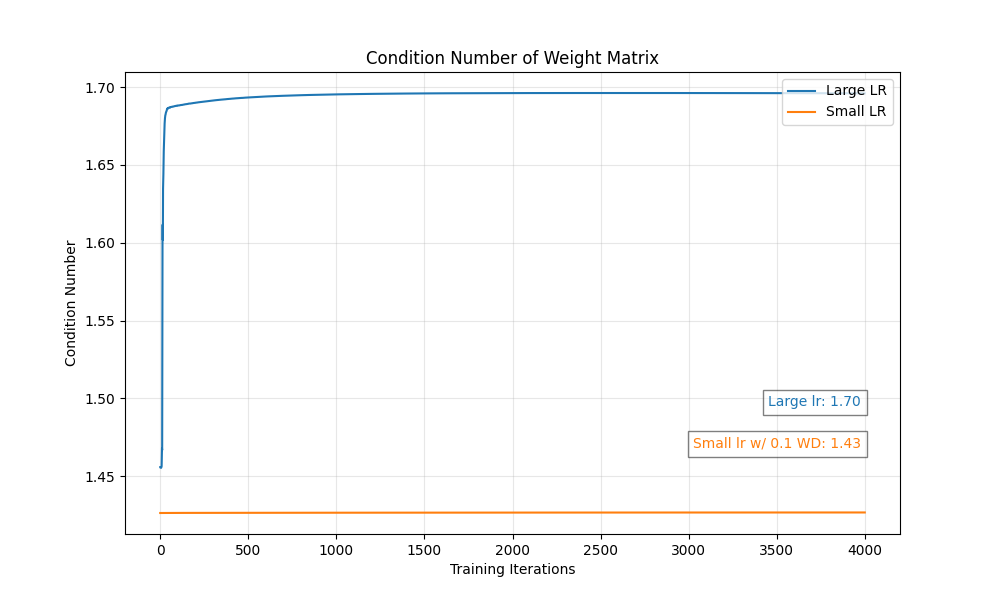 Condition Number of Weight Matrix
1.70
1.65
1.60
1.55
1.50
1.45
Condition Number
Large LR
Small LR
Large lr: 1.70
Small lr w/ 0.1 WD: 1.43
0 500 1000 1500 2000 2500 3000 3500 4000
Training Iterations